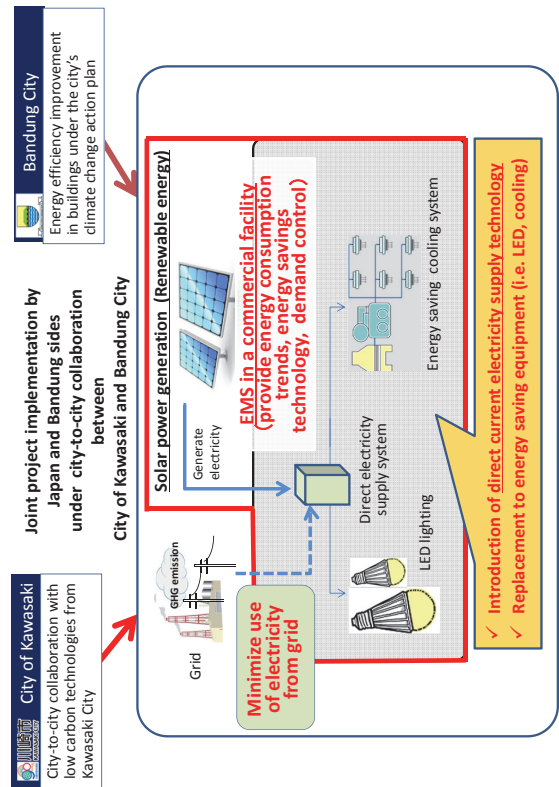 川崎市
KAWASAKI CITY
City of Kawasaki
City-to-city collaboration with
low carbon technologies from
Kawasaki City
Joint project implementation by
Japan and Bandung sides
under city-to-city collaboration
between
City of Kawasaki and Bandung City
Bandung City
Energy efficiency improvement
in buildings under the city's
climate change action plan
GHG emission
Grid
Minimize use
of electricity
from grid
Solar power generation (Renewable energy)
Generate
electricity
EMS in a commercial facility
(provide energy consumption
trends, energy savings
technology, demand control)
Direct electricity
supply system
LED lighting
Energy saving cooling system
✓ Introduction of direct current electricity supply technology
✓ Replacement to energy saving equipment (i.e. LED, cooling)